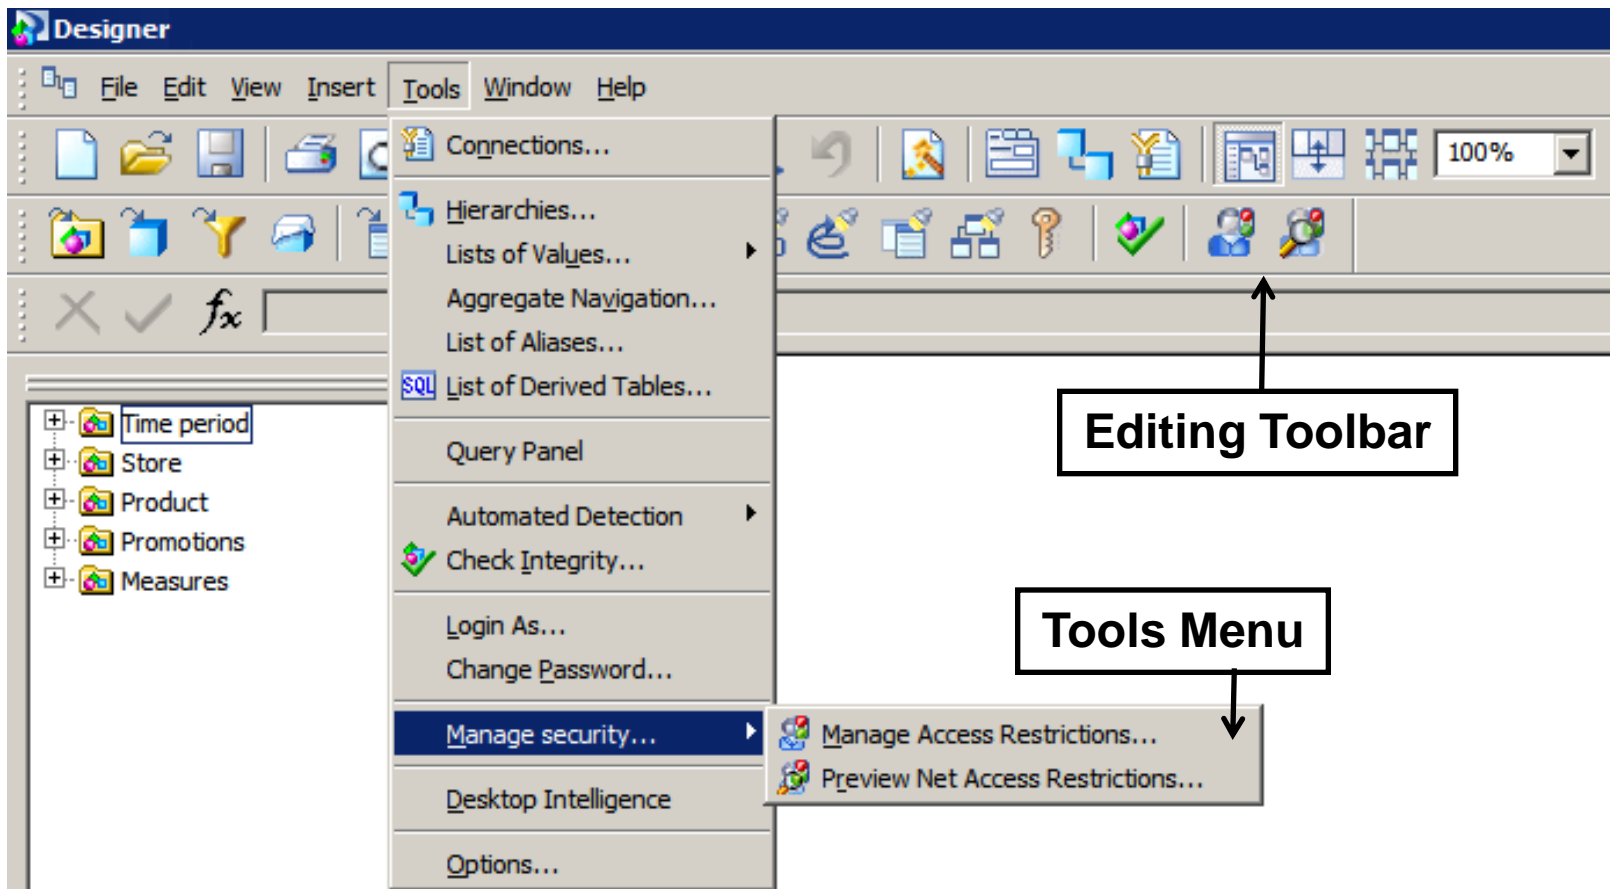 Designer
File Edit View Insert Tools Window Help
Connections...
100%
Hierarchies...
Lists of Values...
Aggregate Navigation...
fx
List of Aliases...
SQL List of Derived Tables...
Time period
Editing Toolbar
Query Panel
Store
Product
Automated Detection
Promotions
Check Integrity...
Measures
Login As...
Tools Menu
Change Password...
Manage security...
Manage Access Restrictions...
Preview Net Access Restrictions...
Desktop Intelligence
Options...